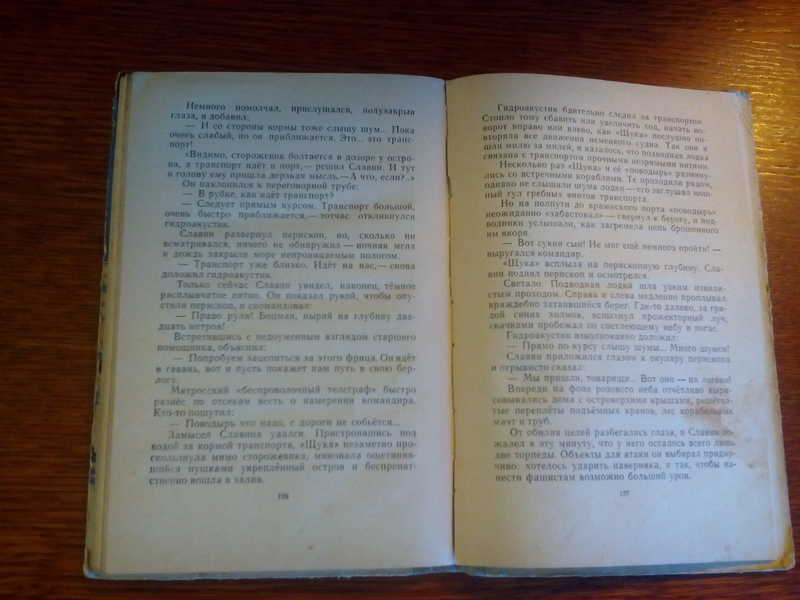 Немного помолчал, прислушался, полузакрыв
глаза, и добавил:
— И со стороны кормы тоже слышу шум... Пока
очень слабый, но он приближается. Это... это транс-
порт!
«Видимо, сторожевик болтается в дозоре у остро-
ва, а транспорт идёт в порт,— решил Славин. И тут
в голову ему пришла дерзкая мысль.— А что, если?..»
Он наклонился к переговорной трубе:
— В рубке, как идёт транспорт?
— Следует прямым курсом. Транспорт большой,
очень быстро приближается,— тотчас откликнулся
гидроакустик.
Славин развернул перископ, но, сколько ни
всматривался, ничего не обнаружил — ночная мгла
и дождь закрыли море непроницаемым пологом.
— Транспорт уже близко. Идёт на нас,— снова
доложил гидроакустик.
Только сейчас Славин увидел, наконец, тёмное
расплывчатое пятно. Он показал рукой, чтобы опу-
стили перископ, и скомандовал:
— Право руля! Боцман, ныряй на глубину два-
дцать метров!
Встретившись с недоуменным взглядом старшего
помощника, объяснил:
— Попробуем зацепиться за этого фрица. Он идёт
в гавань, вот и пусть покажет нам путь в свою бер-
логу.
Матросский «беспроволочный телеграф» быстро
разнёс по отсекам весть о намерении командира.
Кто-то пошутил:
— Поводырь что надо, с дороги не собьётся...
Замысел Славина удался. Пристроившись под
водой за кормой транспорта, «Щука» незаметно про-
скользнула мимо сторожевика, миновала ощетинив-
шийся пушками укреплённый остров и беспрепят-
ственно вошла в залив.
126
Гидроакустик бдительно следил за транспортом.
Стоило тому сбавить или увеличить ход, начать по-
ворот вправо или влево, как «Щука» послушно по-
вторяла все движения немецкого судна. Так они и
шли миля за милей, и казалось, что подводная лодка
связана с транспортом прочными незримыми нитями.
Несколько раз «Щука» и её «поводырь» размину-
лись со встречными кораблями. Те проходили рядом,
однако не слышали шума лодки — его заглушал мощ-
ный гул гребных винтов транспорта.
Но на полпути до вражеского порта «поводырь»
неожиданно «забастовал» — свернул к берегу, и под-
водники услышали, как загремела цепь брошенного
им якоря.
— Вот сукин сын! Не мог ещё немного пройти! —
выругался командир.
«Щука» всплыла на перископную глубину. Сла-
вин поднял перископ и осмотрелся.
Светало. Подводная лодка шла узким извили-
стым проходом. Справа и слева медленно проплывал
враждебно затаившийся берег. Где-то далеко, за гря-
дой синих холмов, вспыхнул прожекторный луч,
скачками пробежал по светлеющему небу и погас.
Гидроакустик взволнованно доложил:
— Прямо по курсу слышу шумы... Много шумов!
Славин приложился глазом к окуляру перископа
и отрывисто сказал:
— Мы пришли, товарищи... Вот оно — их логово!
Впереди на фоне розового неба отчётливо выри-
совывались дома с островерхими крышами, решётча-
тые переплёты подъёмных кранов, лес корабельных
мачт и труб.
От обилия целей разбегались глаза, и Славин по-
жалел в эту минуту, что у него остались всего лишь
две торпеды. Объекты для атаки он выбирал придир-
чиво: хотелось ударить наверняка, и так, чтобы на-
нести фашистам возможно больший урон.
127